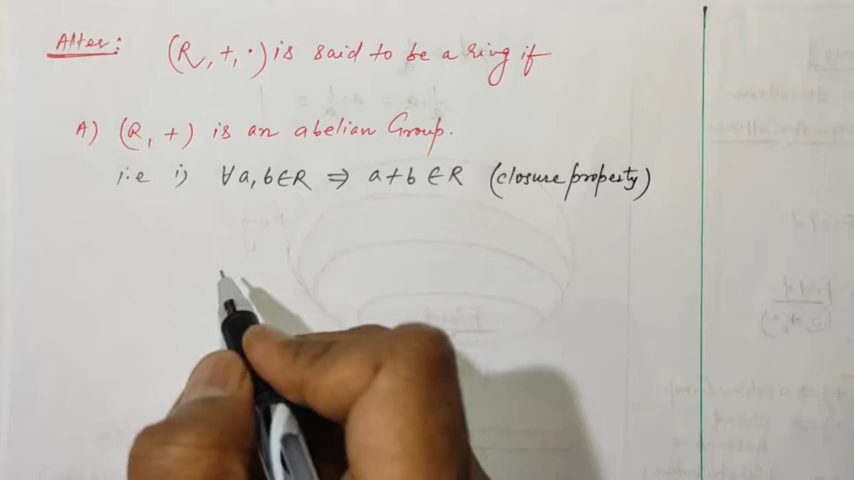 Alter: (R, +, ·) is said to be a ring if
A) (R, +) is an abelian Group.
i.e i) ∀ a, b ∈ R ⇒ a + b ∈ R (closure property)